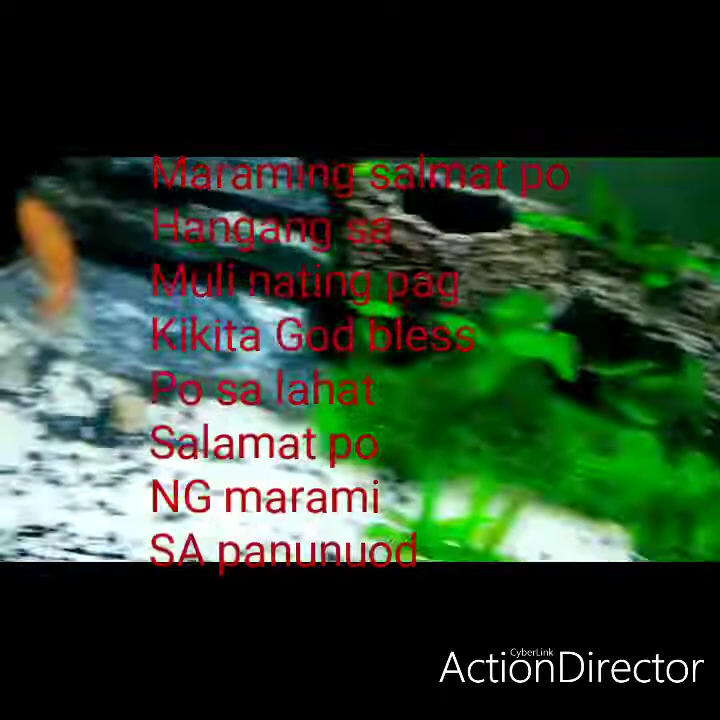 Maraming salmat po
Hangang sa
Muli nating pag
Kikita God bless
Po sa lahat
Salamat po
NG marami
SA panunuod
CyberLink
ActionDirector